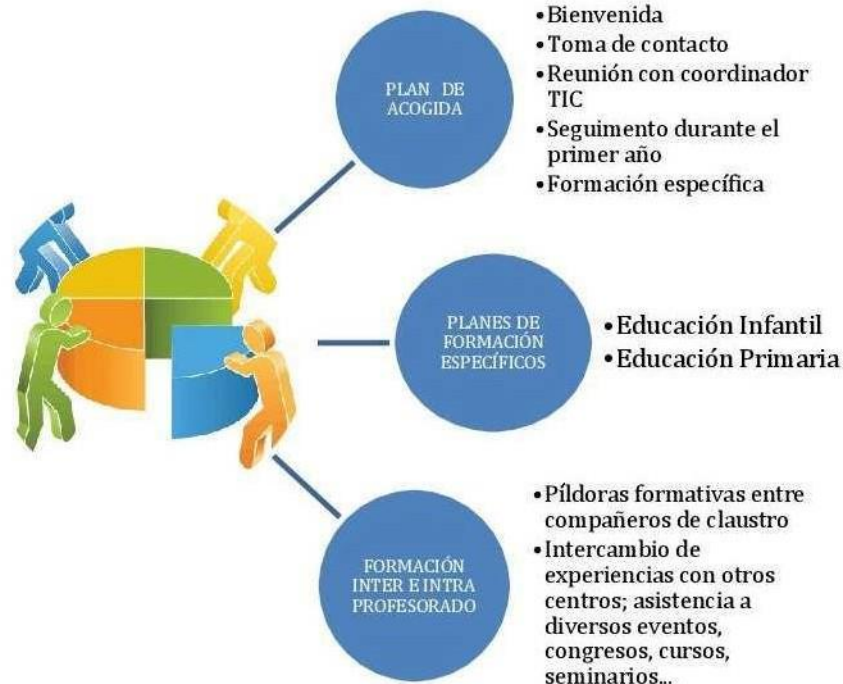 PLAN DE
ACOGIDA
•Bienvenida
•Toma de contacto
•Reunión con coordinador
TIC
•Seguimento durante el
primer año
•Formación específica
PLANES DE
FORMACIÓN
ESPECÍFICOS
•Educación Infantil
•Educación Primaria
FORMACIÓN
INTER E INTRA
PROFESORADO
•Píldoras formativas entre
compañeros de claustro
•Intercambio de
experiencias con otros
centros; asistencia a
diversos eventos,
congresos, cursos,
seminarios...